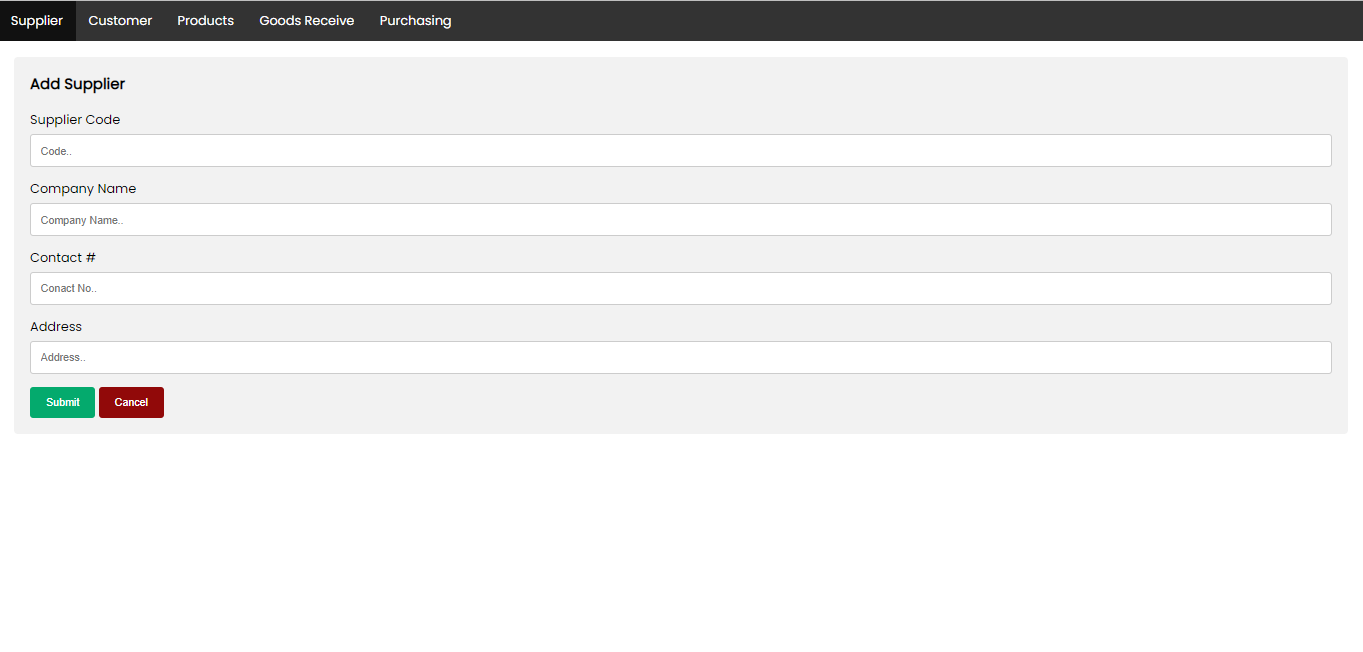 Supplier Customer Products Goods Receive Purchasing
Add Supplier
Supplier Code
Code..
Company Name
Company Name..
Contact #
Conact No..
Address
Address..
Submit Cancel